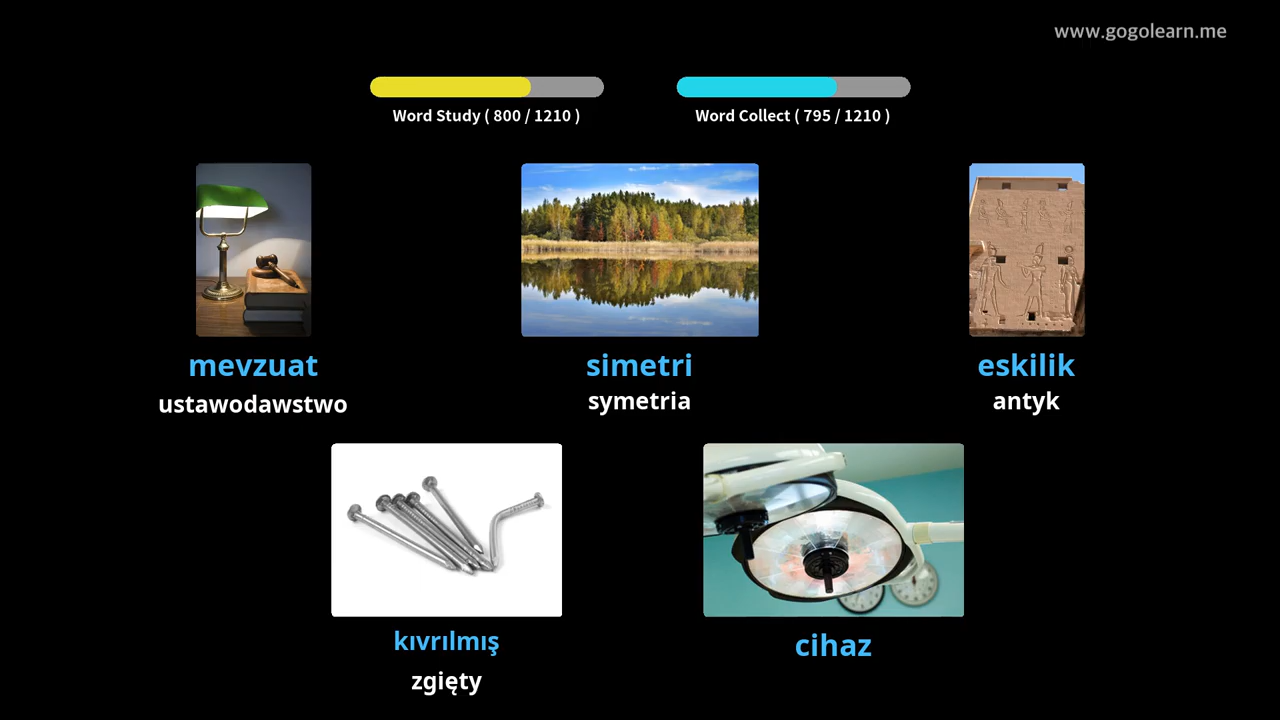 www.gogolearn.me
Word Study ( 800 / 1210 )
Word Collect ( 795 / 1210 )
mevzuat
ustawodawstwo
simetri
symetria
eskilik
antyk
kıvrılmış
zgięty
cihaz